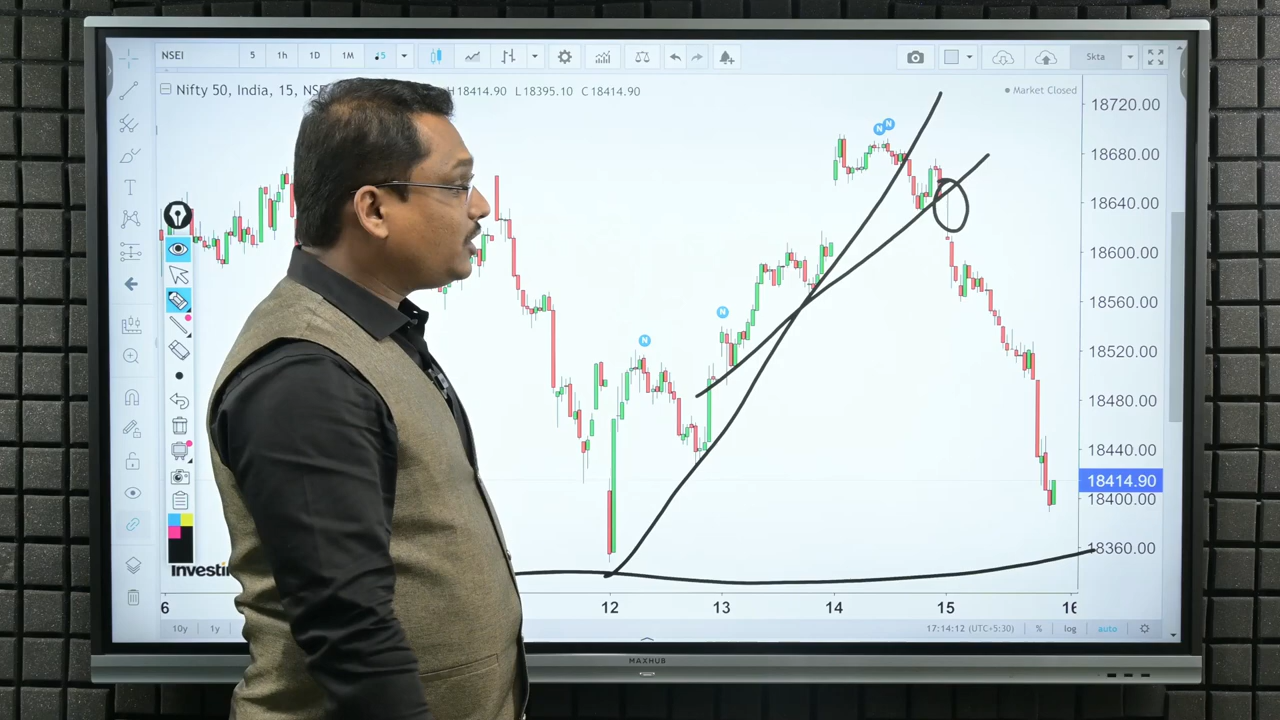 NSEI 5 1h 1D 1M 15 Skta
Nifty 50, India, 15, NS H18414.90 L18395.10 C18414.90 Market Closed
18720.00
N N
18680.00
18640.00
18600.00
18560.00
N
N
18520.00
18480.00
18440.00
18414.90
18400.00
18360.00
Investi
6 12 13 14 15 16
10y 1y 17:14:12 (UTC+5:30) % log auto
MAXHUB